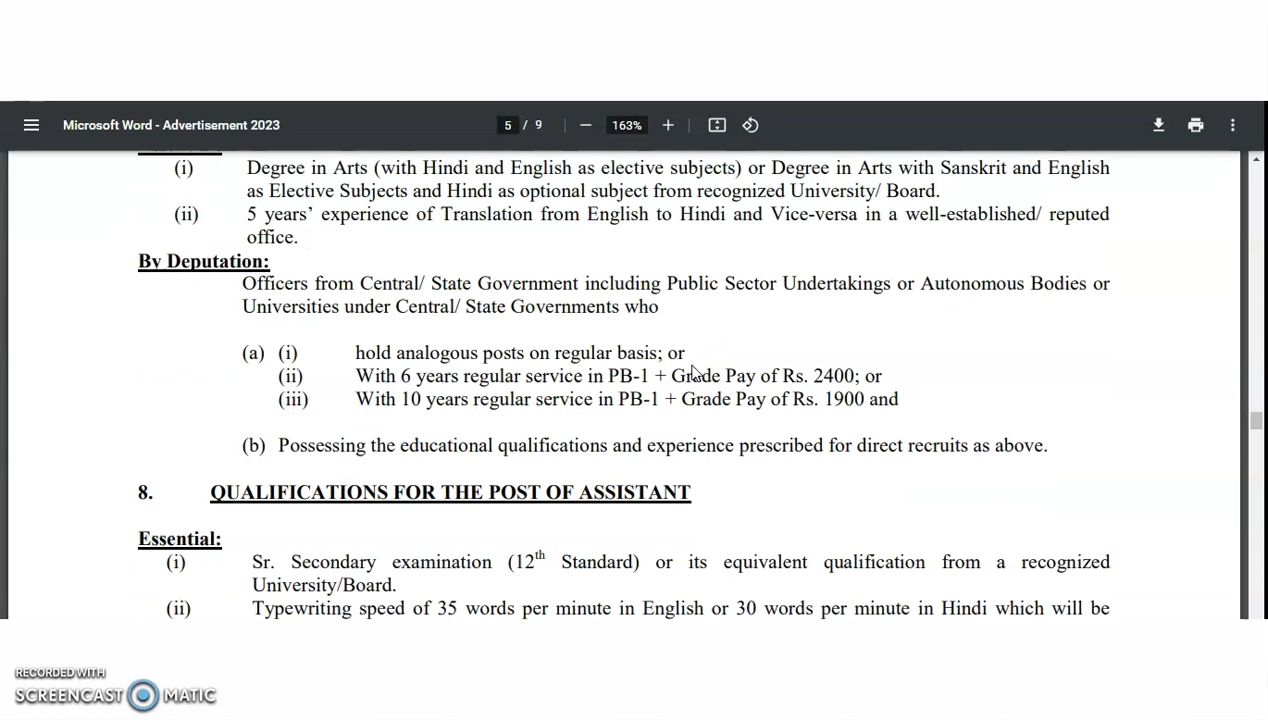 Microsoft Word - Advertisement 2023
5 / 9
163%
(i) Degree in Arts (with Hindi and English as elective subjects) or Degree in Arts with Sanskrit and English
as Elective Subjects and Hindi as optional subject from recognized University/ Board.
(ii) 5 years’ experience of Translation from English to Hindi and Vice-versa in a well-established/ reputed
office.
By Deputation:
Officers from Central/ State Government including Public Sector Undertakings or Autonomous Bodies or
Universities under Central/ State Governments who
(a) (i) hold analogous posts on regular basis; or
(ii) With 6 years regular service in PB-1 + Grade Pay of Rs. 2400; or
(iii) With 10 years regular service in PB-1 + Grade Pay of Rs. 1900 and
(b) Possessing the educational qualifications and experience prescribed for direct recruits as above.
8. QUALIFICATIONS FOR THE POST OF ASSISTANT
Essential:
(i) Sr. Secondary examination (12th Standard) or its equivalent qualification from a recognized
University/Board.
(ii) Typewriting speed of 35 words per minute in English or 30 words per minute in Hindi which will be
RECORDED WITH
SCREENCAST MATIC